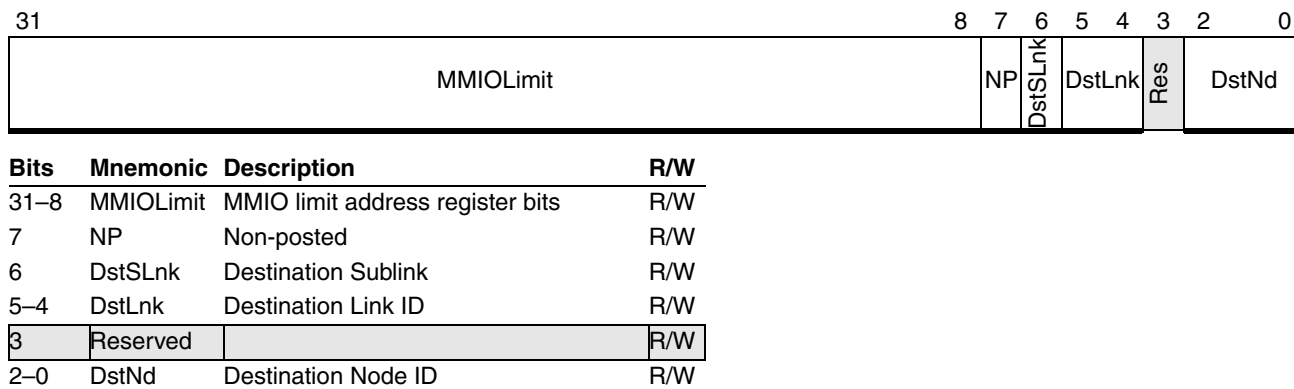 31 8 7 6 5 4 3 2 0
MMIOLimit NP DstSLnk DstLnk Res DstNd
Bits Mnemonic Description R/W
31–8 MMIOLimit MMIO limit address register bits R/W
7 NP Non-posted R/W
6 DstSLnk Destination Sublink R/W
5–4 DstLnk Destination Link ID R/W
3 Reserved R/W
2–0 DstNd Destination Node ID R/W